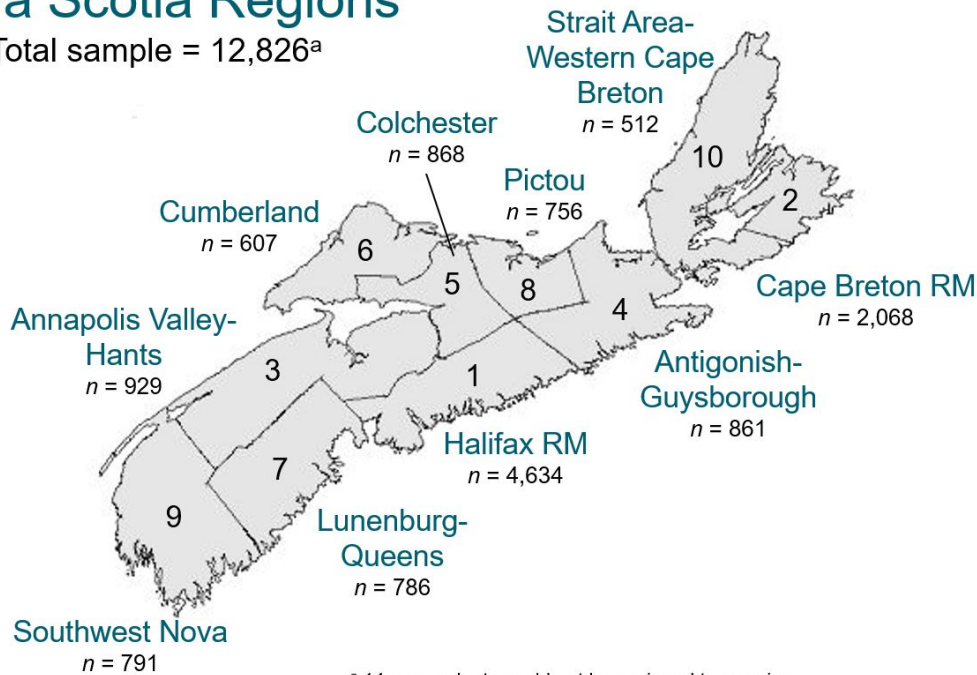 a Scotia Regions
Total sample = 12,826ᵃ
Strait Area-
Western Cape
Breton
n = 512
Colchester
n = 868
Pictou
n = 756
Cumberland
n = 607
10
2
6
5
8
4
Cape Breton RM
n = 2,068
Annapolis Valley-
Hants
n = 929
3
1
Antigonish-
Guysborough
n = 861
Halifax RM
n = 4,634
7
9
Lunenburg-
Queens
n = 786
Southwest Nova
n = 791